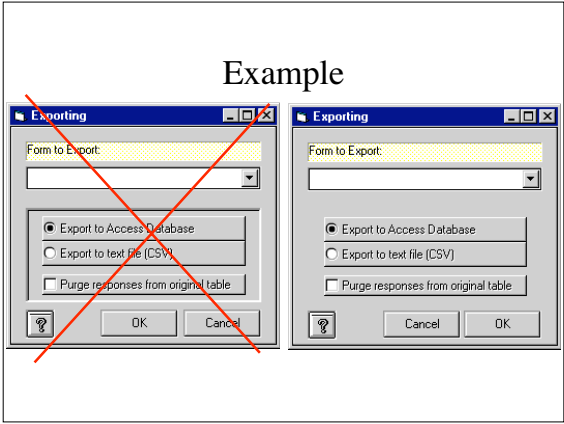 Example
Exporting
Form to Export:
Export to Access Database
Export to text file (CSV)
Purge responses from original table
?
OK
Cancel
Exporting
Form to Export:
Export to Access Database
Export to text file (CSV)
Purge responses from original table
?
Cancel
OK